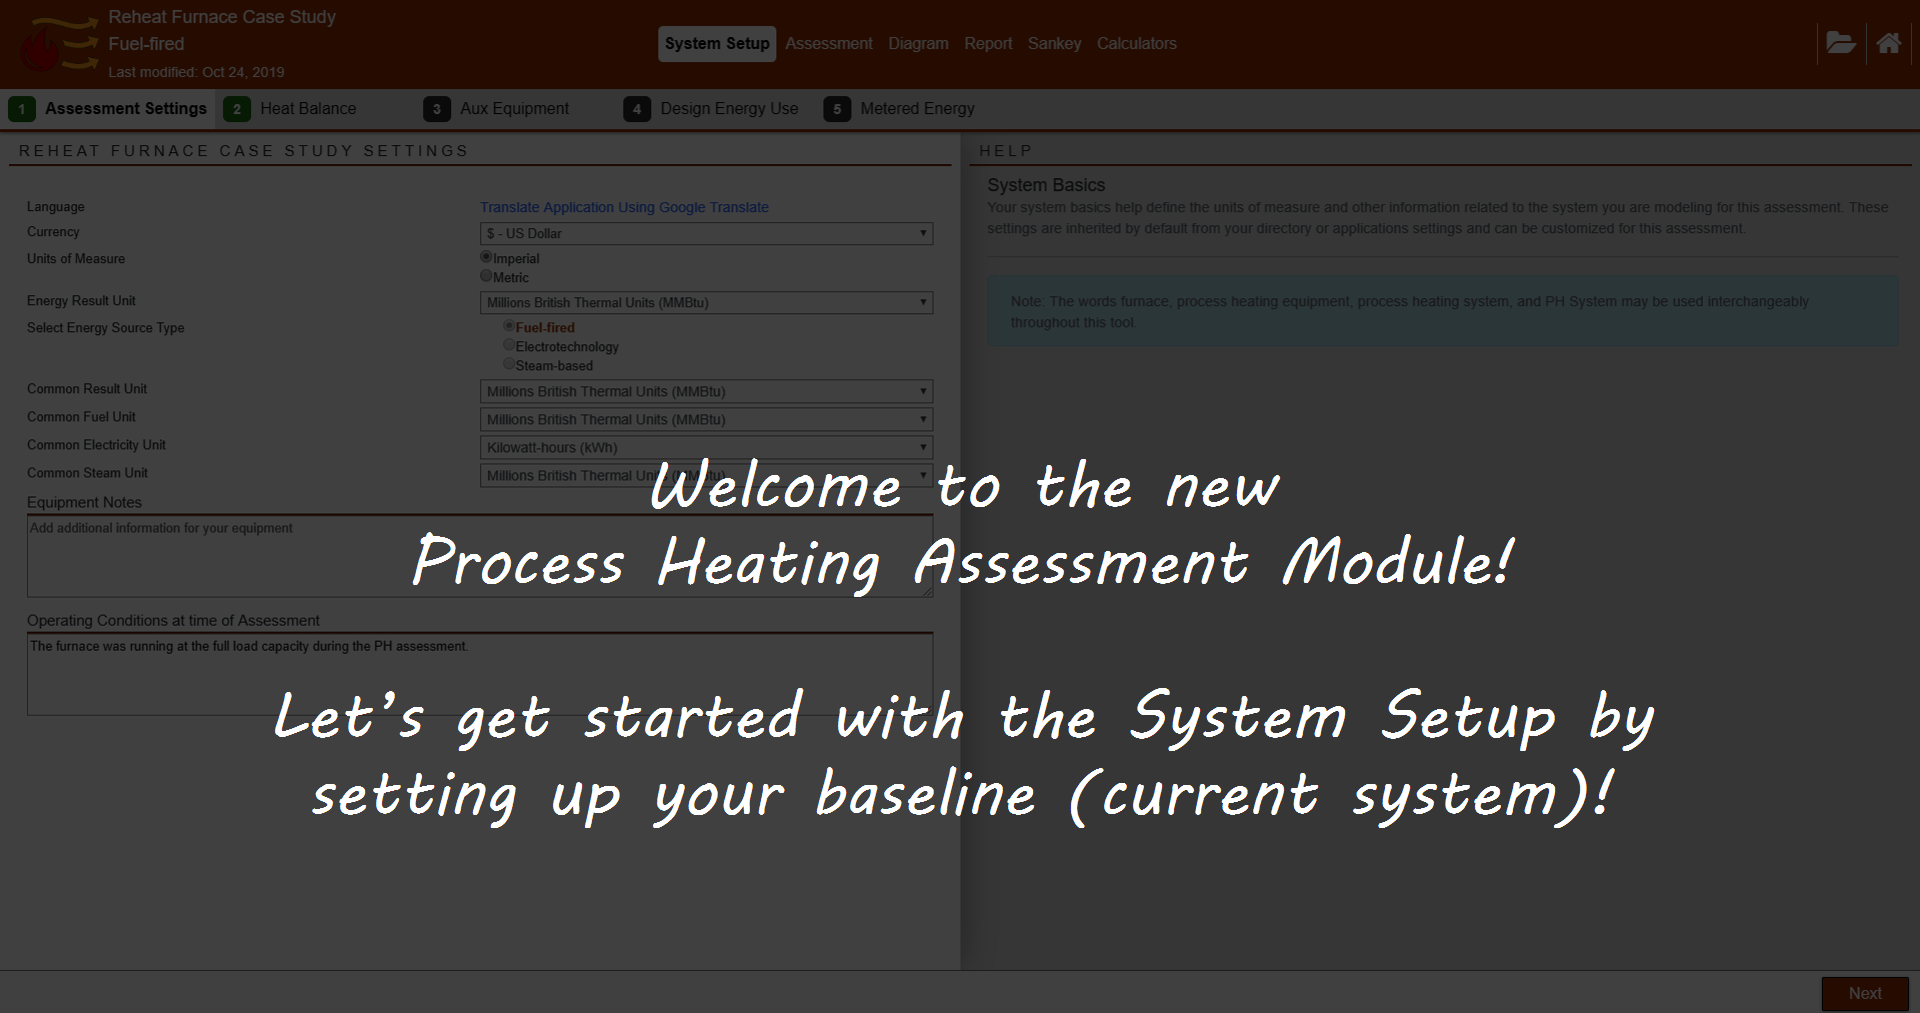 Reheat Furnace Case Study
Fuel-fired
Last modified: Oct 24, 2019
System Setup Assessment Diagram Report Sankey Calculators
1 Assessment Settings 2 Heat Balance 3 Aux Equipment 4 Design Energy Use 5 Metered Energy
REHEAT FURNACE CASE STUDY SETTINGS
Language Translate Application Using Google Translate
Currency $ - US Dollar
Units of Measure Imperial
Metric
Energy Result Unit Millions British Thermal Units (MMBtu)
Select Energy Source Type Fuel-fired
Electrotechnology
Steam-based
Common Result Unit Millions British Thermal Units (MMBtu)
Common Fuel Unit Millions British Thermal Units (MMBtu)
Common Electricity Unit Kilowatt-hours (kWh)
Common Steam Unit Millions British Thermal Units (MMBtu)
Equipment Notes
Add additional information for your equipment
Operating Conditions at time of Assessment
The furnace was running at the full load capacity during the PH assessment.
HELP
System Basics
Your system basics help define the units of measure and other information related to the system you are modeling for this assessment. These
settings are inherited by default from your directory or applications settings and can be customized for this assessment.
Note: The words furnace, process heating equipment, process heating system, and PH System may be used interchangeably
throughout this tool.
Welcome to the new
Process Heating Assessment Module!
Let's get started with the System Setup by
setting up your baseline (current system)!
Next